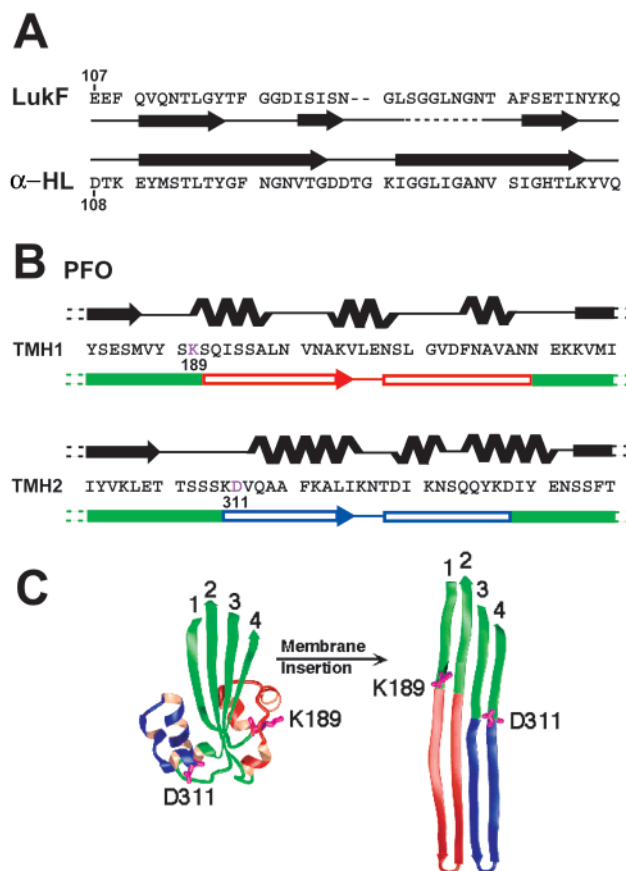 A
107
LukF EEF QVQNTLGYTF GGDISISN-- GLSGGLNGNT AFSETINYKQ
α-HL DTKE EYMSTLTYGF NGNVTGDDTG KIGGLIGANV SIGHTLKYVQ
108
B PFO
TMH1 YSESMVY SKSQISSALN VNAKVLENSL GVDFNAVANN EKKVMI
189
TMH2 IYVKLET TSSSKDVQAA FKALIKNTDI KNSQQYKDIY ENSSFT
311
C
1 2 3 4
1 2 3 4
Membrane
Insertion
K189
K189
D311
D311